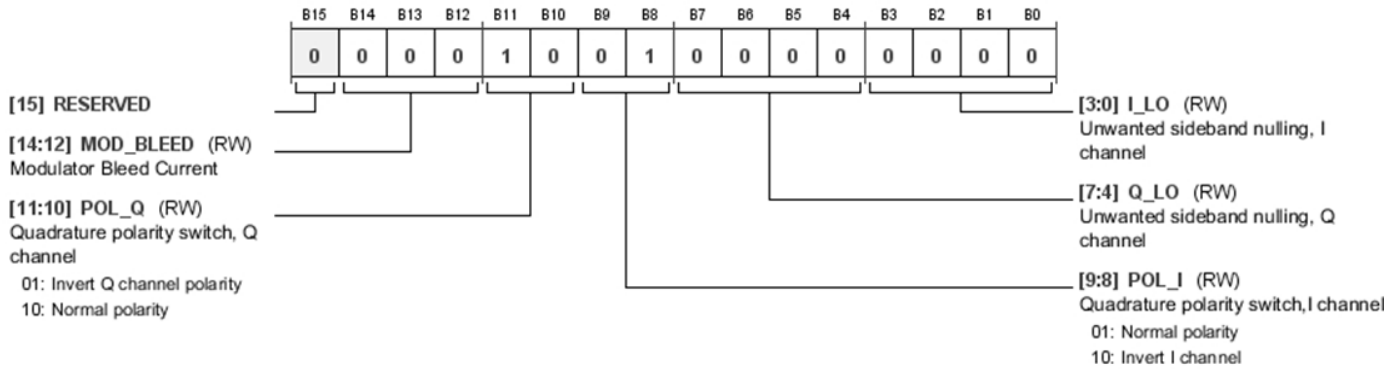 B15 B14 B13 B12 B11 B10 B9 B8 B7 B6 B5 B4 B3 B2 B1 B0
0 0 0 0 1 0 0 1 0 0 0 0 0 0 0 0
[15] RESERVED
[14:12] MOD_BLEED (RW)
Modulator Bleed Current
[11:10] POL_Q (RW)
Quadrature polarity switch, Q
channel
01: Invert Q channel polarity
10: Normal polarity
[3:0] I_LO (RW)
Unwanted sideband nulling, I
channel
[7:4] Q_LO (RW)
Unwanted sideband nulling, Q
channel
[9:8] POL_I (RW)
Quadrature polarity switch,I channel
01: Normal polarity
10: Invert I channel